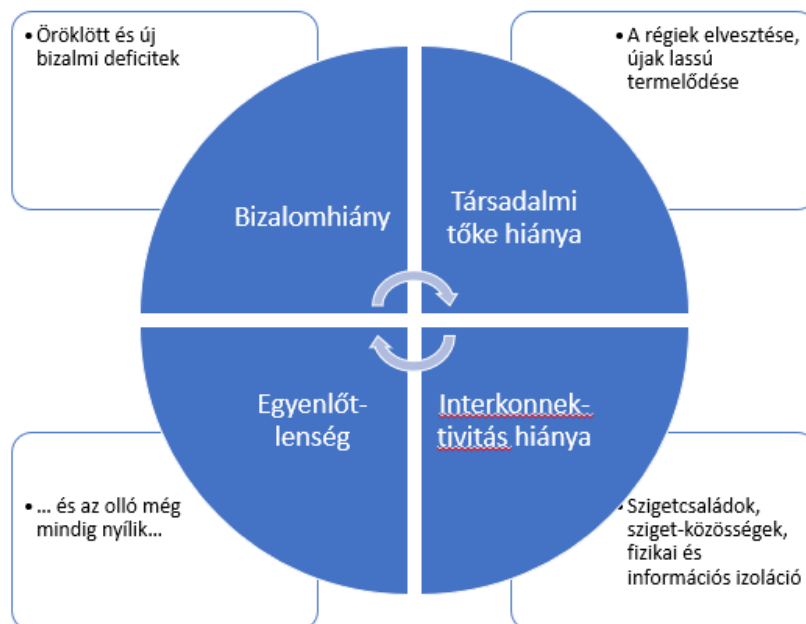 • Öröklött és új
bizalmi deficitek
• A régiek elvesztése,
újak lassú
termelődése
Bizalomhiány
Társadalmi
tőke hiánya
Egyenlőt-
lenség
Interkonnek-
tivitás hiánya
• ... és az olló még
mindig nyílik...
• Szigetcsaládok,
sziget-közösségek,
fizikai és
információs izoláció